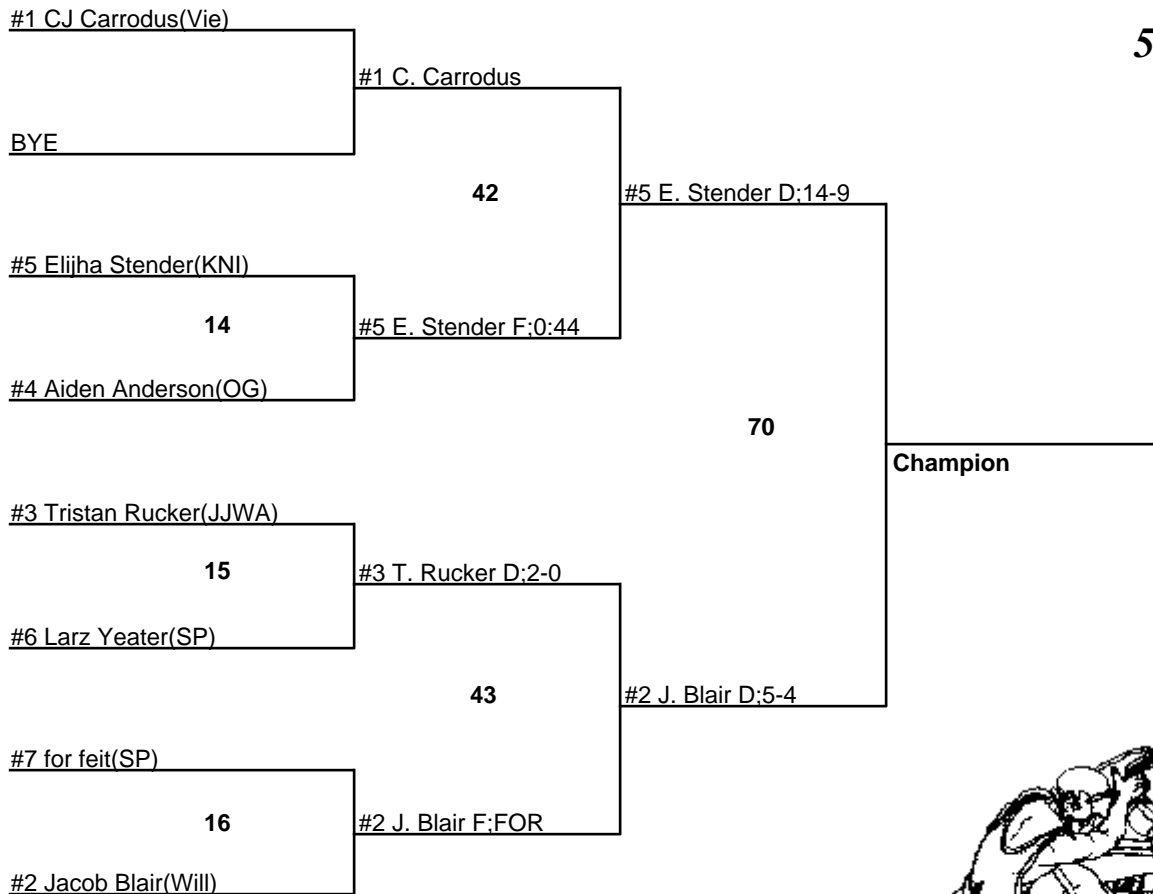 #1 CJ Carrodus(Vie)
5
#1 C. Carrodus
BYE
42
#5 E. Stender D;14-9
#5 Elijha Stender(KNI)
14
#5 E. Stender F;0:44
#4 Aiden Anderson(OG)
70
Champion
#3 Tristan Rucker(JJWA)
15
#3 T. Rucker D;2-0
#6 Larz Yeater(SP)
43
#2 J. Blair D;5-4
#7 for feit(SP)
16
#2 J. Blair F;FOR
#2 Jacob Blair(Will)